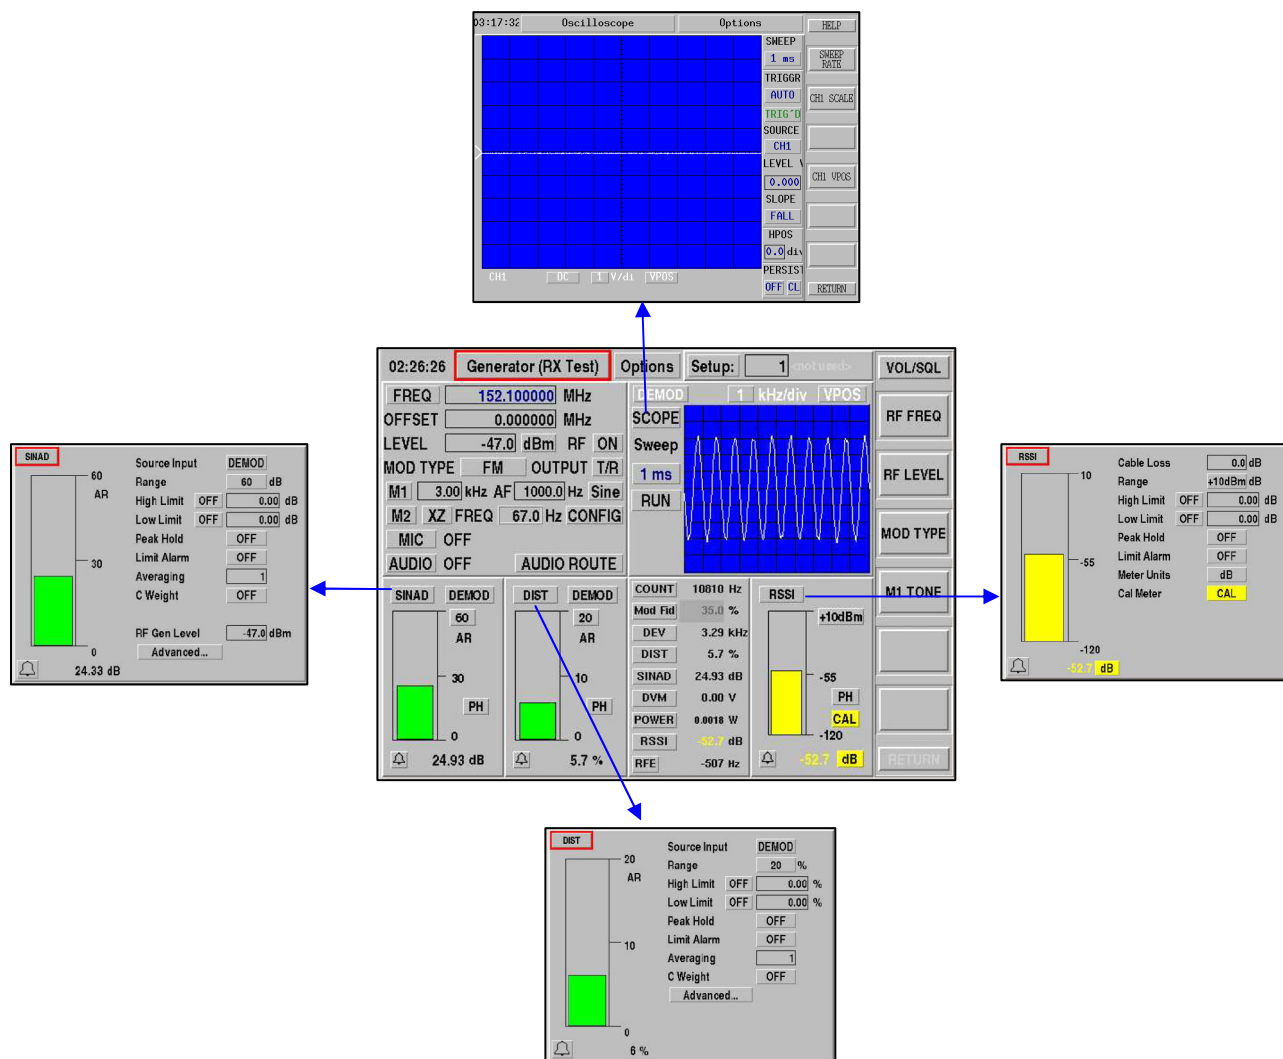 03:17:32 Oscilloscope Options HELP
SWEEP
1 ms
SWEEP RATE
TRIGGR
AUTO
CH1 SCALE
TRIG'D
SOURCE
CH1
LEVEL V
0.000
CH1 VPOS
SLOPE
FALL
HPOS
0.0 div
PERSIST
OFF CL
RETURN
CH1 DC 1 V/di VPOS
02:26:26 Generator (RX Test) Options Setup: 1 <not used> VOL/SQL
FREQ 152.100000 MHz
OFFSET 0.000000 MHz
LEVEL -47.0 dBm RF ON
MOD TYPE FM OUTPUT T/R
M1 3.00 kHz AF 1000.0 Hz Sine
M2 XZ FREQ 67.0 Hz CONFIG
MIC OFF
AUDIO OFF AUDIO ROUTE
DEMOD 1 kHz/div VPOS
SCOPE
Sweep
1 ms
RUN
RF FREQ
RF LEVEL
MOD TYPE
M1 TONE
RETURN
SINAD DEMOD
60
AR
30
PH
0
24.93 dB
DIST DEMOD
20
AR
10
PH
0
5.7 %
COUNT 10810 Hz
Mod Fid 35.0 %
DEV 3.29 kHz
DIST 5.7 %
SINAD 24.93 dB
DVM 0.00 V
POWER 0.0018 W
RSSI -52.7 dB
RFE -507 Hz
RSSI
+10dBm
-55
PH
CAL
-120
-52.7 dB
SINAD
60
AR
30
0
24.33 dB
Source Input DEMOD
Range 60 dB
High Limit OFF 0.00 dB
Low Limit OFF 0.00 dB
Peak Hold OFF
Limit Alarm OFF
Averaging 1
C Weight OFF
RF Gen Level -47.0 dBm
Advanced...
RSSI
10
-55
-120
-52.7 dB
Cable Loss 0.0 dB
Range +10dBm dB
High Limit OFF 0.00 dB
Low Limit OFF 0.00 dB
Peak Hold OFF
Limit Alarm OFF
Meter Units dB
Cal Meter CAL
DIST
20
AR
10
0
6 %
Source Input DEMOD
Range 20 %
High Limit OFF 0.00 %
Low Limit OFF 0.00 %
Peak Hold OFF
Limit Alarm OFF
Averaging 1
C Weight OFF
Advanced...